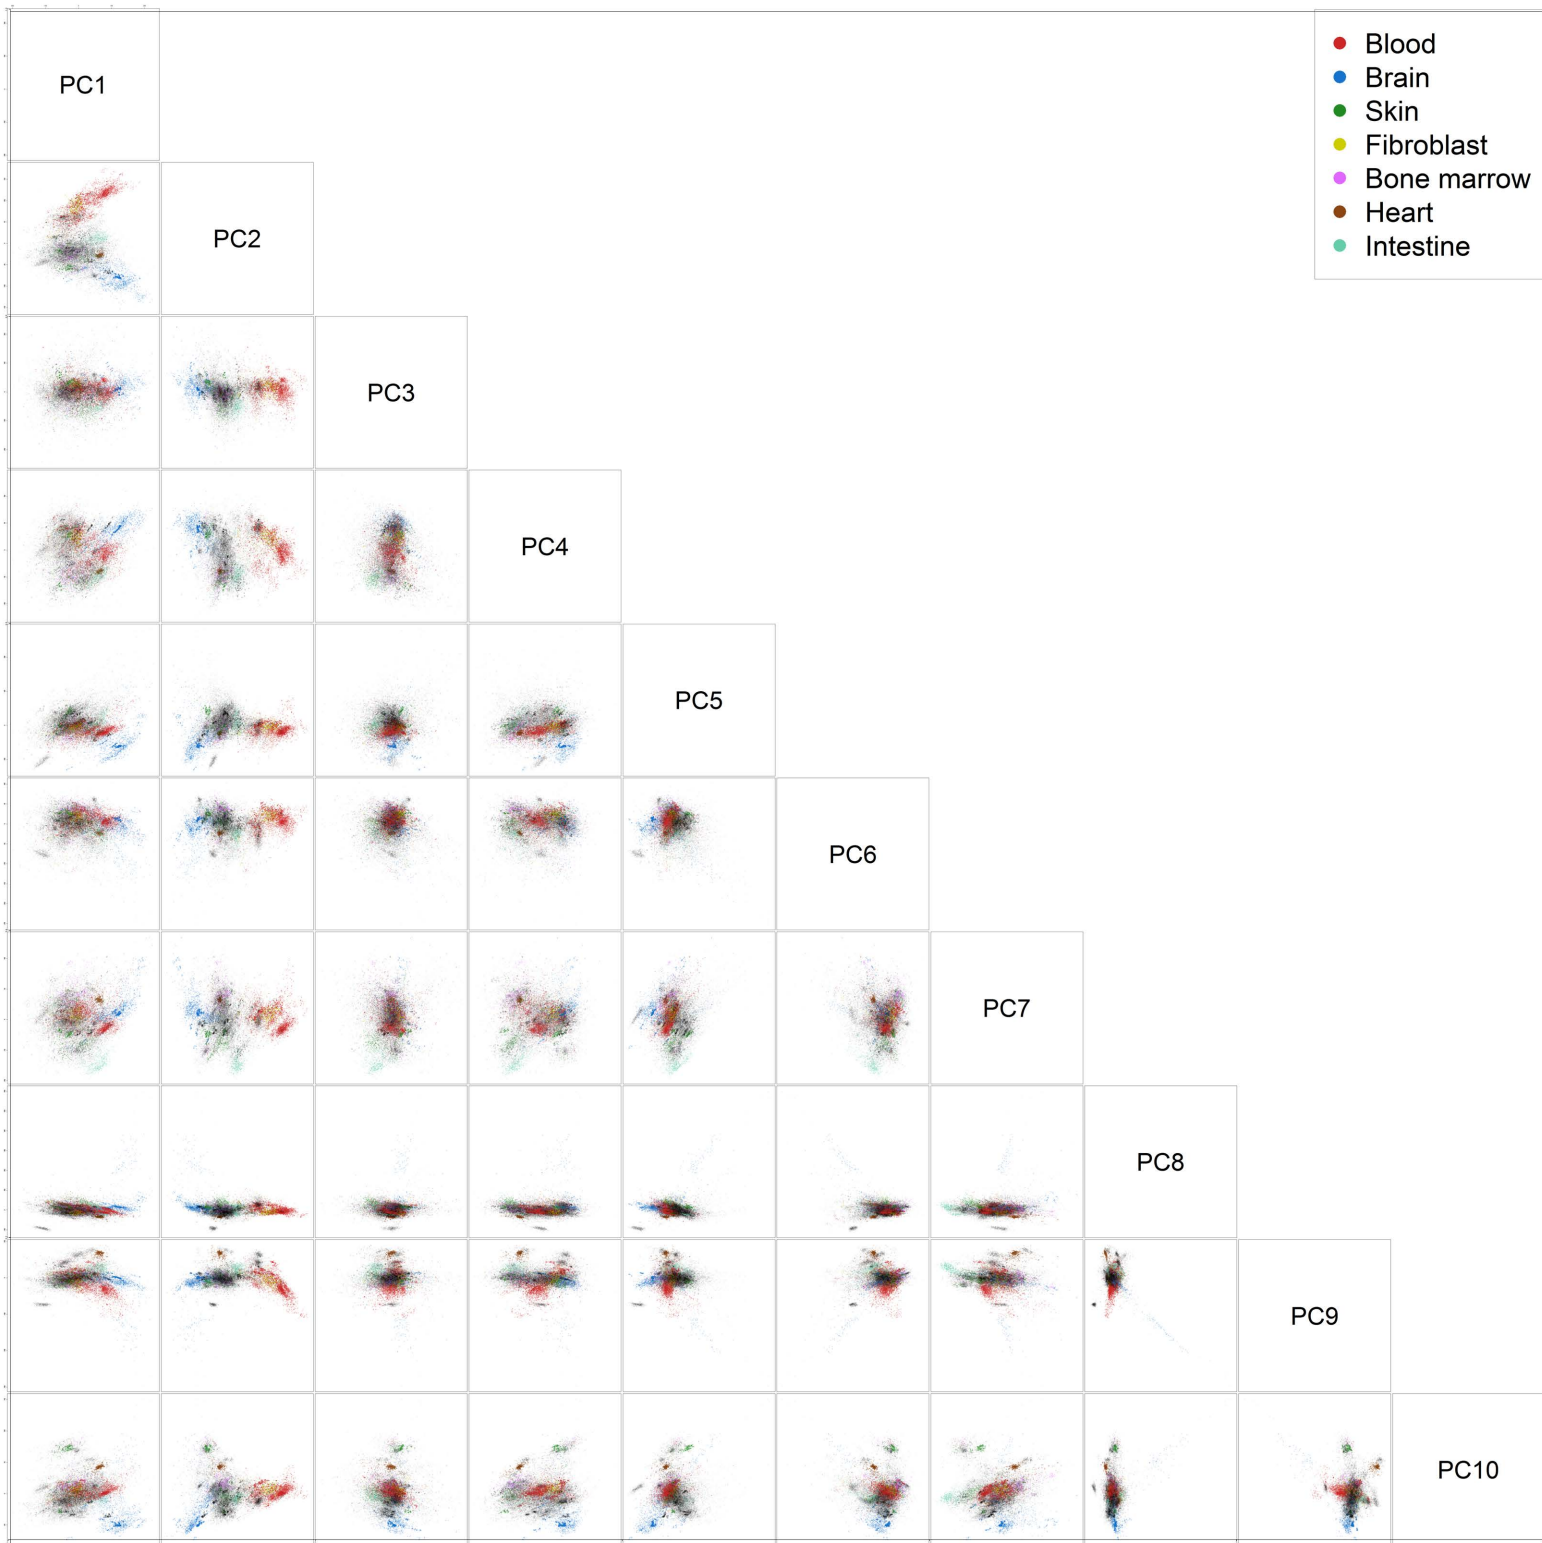 PC1
Blood
Brain
Skin
Fibroblast
Bone marrow
Heart
Intestine
PC2
PC3
PC4
PC5
PC6
PC7
PC8
PC9
PC10